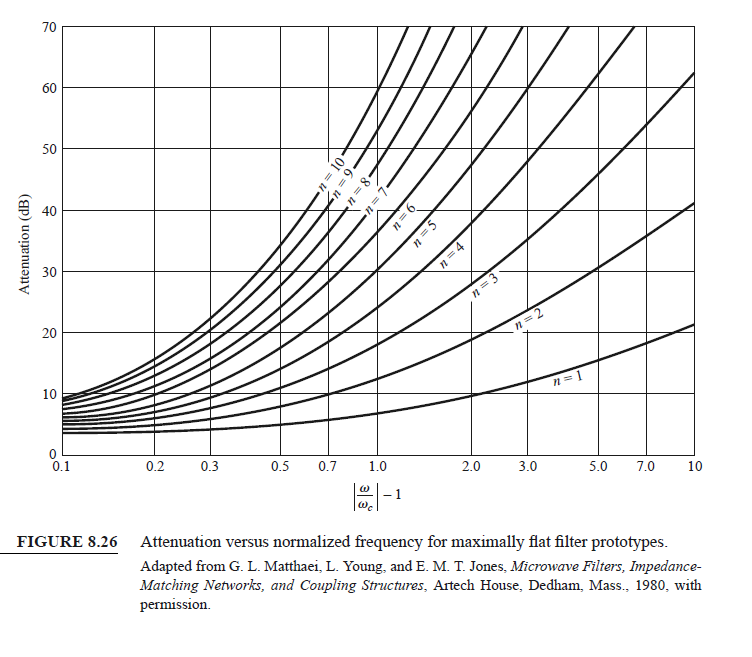 70
60
50
40
30
20
10
0
Attenuation (dB)
n = 10
n = 9
n = 8
n = 7
n = 6
n = 5
n = 4
n = 3
n = 2
n = 1
0.1 0.2 0.3 0.5 0.7 1.0 2.0 3.0 5.0 7.0 10
|ω/ωc| − 1
FIGURE 8.26 Attenuation versus normalized frequency for maximally flat filter prototypes.
Adapted from G. L. Matthaei, L. Young, and E. M. T. Jones, Microwave Filters, Impedance-
Matching Networks, and Coupling Structures, Artech House, Dedham, Mass., 1980, with
permission.